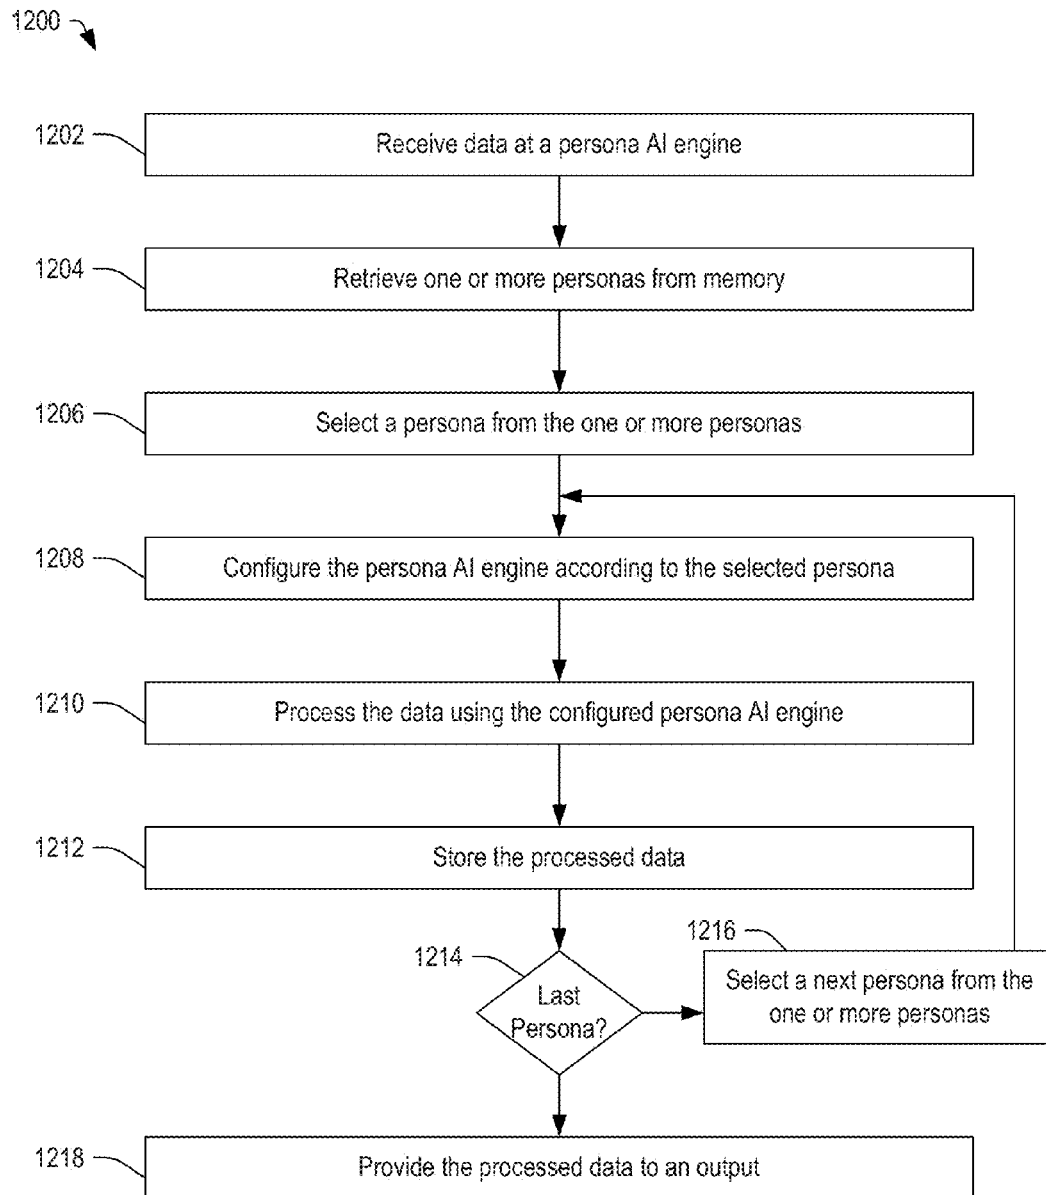 1200
1202
Receive data at a persona AI engine
1204
Retrieve one or more personas from memory
1206
Select a persona from the one or more personas
1208
Configure the persona AI engine according to the selected persona
1210
Process the data using the configured persona AI engine
1212
Store the processed data
1214
Last
Persona?
1216
Select a next persona from the
one or more personas
1218
Provide the processed data to an output